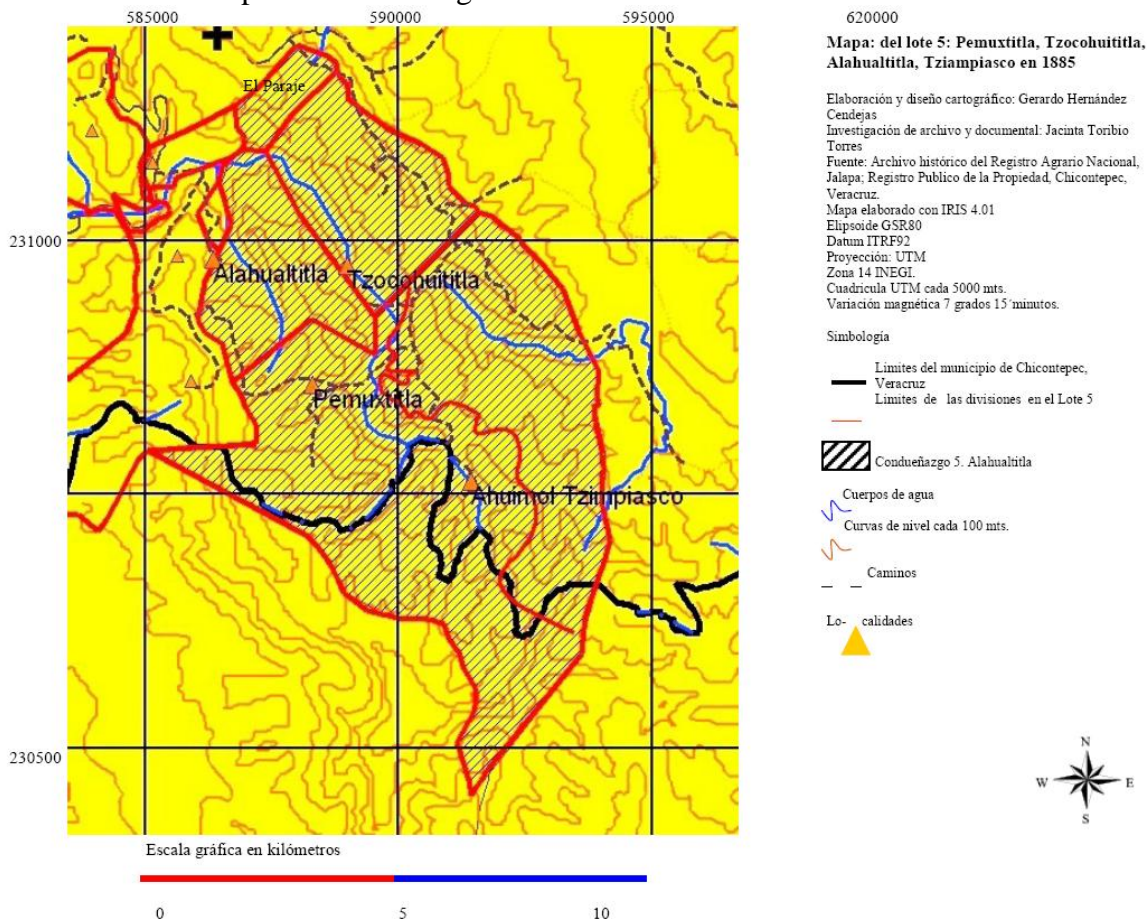 585000
590000
595000
620000
El Paraje
231000
Alahualtitla
Tzocohuititla
Pemuxtitla
Ahuimol Tzimpiasco
230500
Escala gráfica en kilómetros
0
5
10
Mapa: del lote 5: Pemuxtitla, Tzocohuititla,
Alahualtitla, Tziampiasco en 1885
Elaboración y diseño cartográfico: Gerardo Hernández
Cendejas
Investigación de archivo y documental: Jacinta Toribio
Torres
Fuente: Archivo histórico del Registro Agrario Nacional,
Jalapa; Registro Publico de la Propiedad, Chicontepec,
Veracruz.
Mapa elaborado con IRIS 4.01
Elipsoide GSR80
Datum ITRF92
Proyección: UTM
Zona 14 INEGI.
Cuadricula UTM cada 5000 mts.
Variación magnética 7 grados 15 minutos.
Simbología
Limites del municipio de Chicontepec,
Veracruz
Limites de las divisiones en el Lote 5
Condueñazgo 5. Alahualtitla
Cuerpos de agua
Curvas de nivel cada 100 mts.
Caminos
Lo- calidades
N
W
E
S